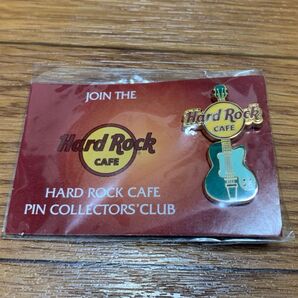 JOIN THE
Hard Rock
CAFE
HARD ROCK CAFE
PIN COLLECTORS' CLUB
Hard Rock
CAFE